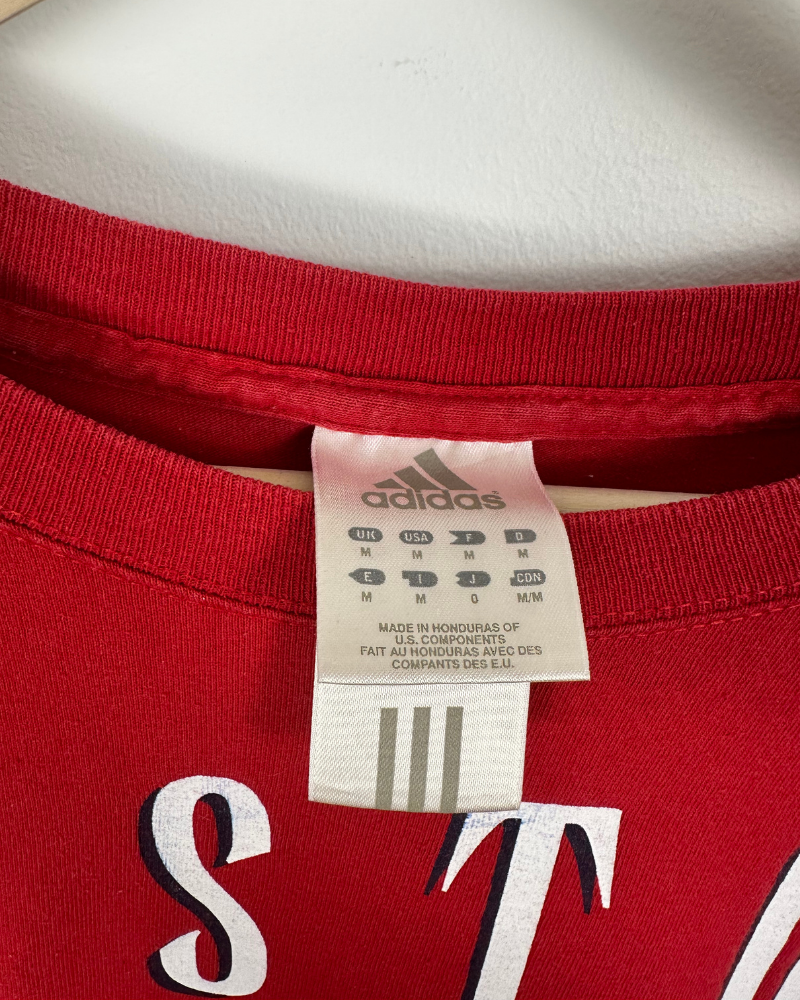 adidas®
UK USA F D
M M M M
E I J CDN
M M O M/M
MADE IN HONDURAS OF
U.S. COMPONENTS
FAIT AU HONDURAS AVEC DES
COMPANTS DES E.U.
S T